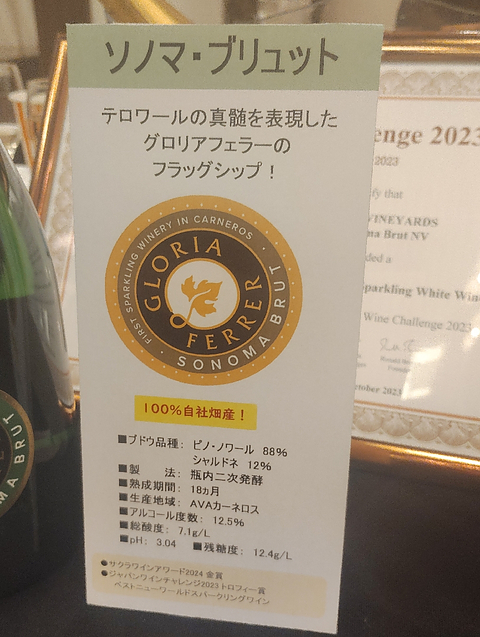 ソノマ・ブリュット
テロワールの真髄を表現した
グロリアフェラーの
フラッグシップ！
FIRST SPARKLING WINERY IN CARNEROS
GLORIA
FERRER
SONOMA BRUT
100%自社畑産！
■ブドウ品種： ピノ・ノワール 88%
シャルドネ 12%
■製 法： 瓶内二次発酵
■熟成期間： 18ヵ月
■生産地域： AVAカーネロス
■アルコール度数： 12.5%
■総酸度： 7.1g/L
■pH： 3.04 ■残糖度： 12.4g/L
●サクラワインアワード2024 金賞
●ジャパンワインチャレンジ2023 トロフィー賞
ベストニューワールドスパークリングワイン
enge 2023
2023
fy that
VINEYARDS
ma Brut NV
ded a
parkling White Wine
Wine Challenge 2023
ctober 2023
MA BRUT